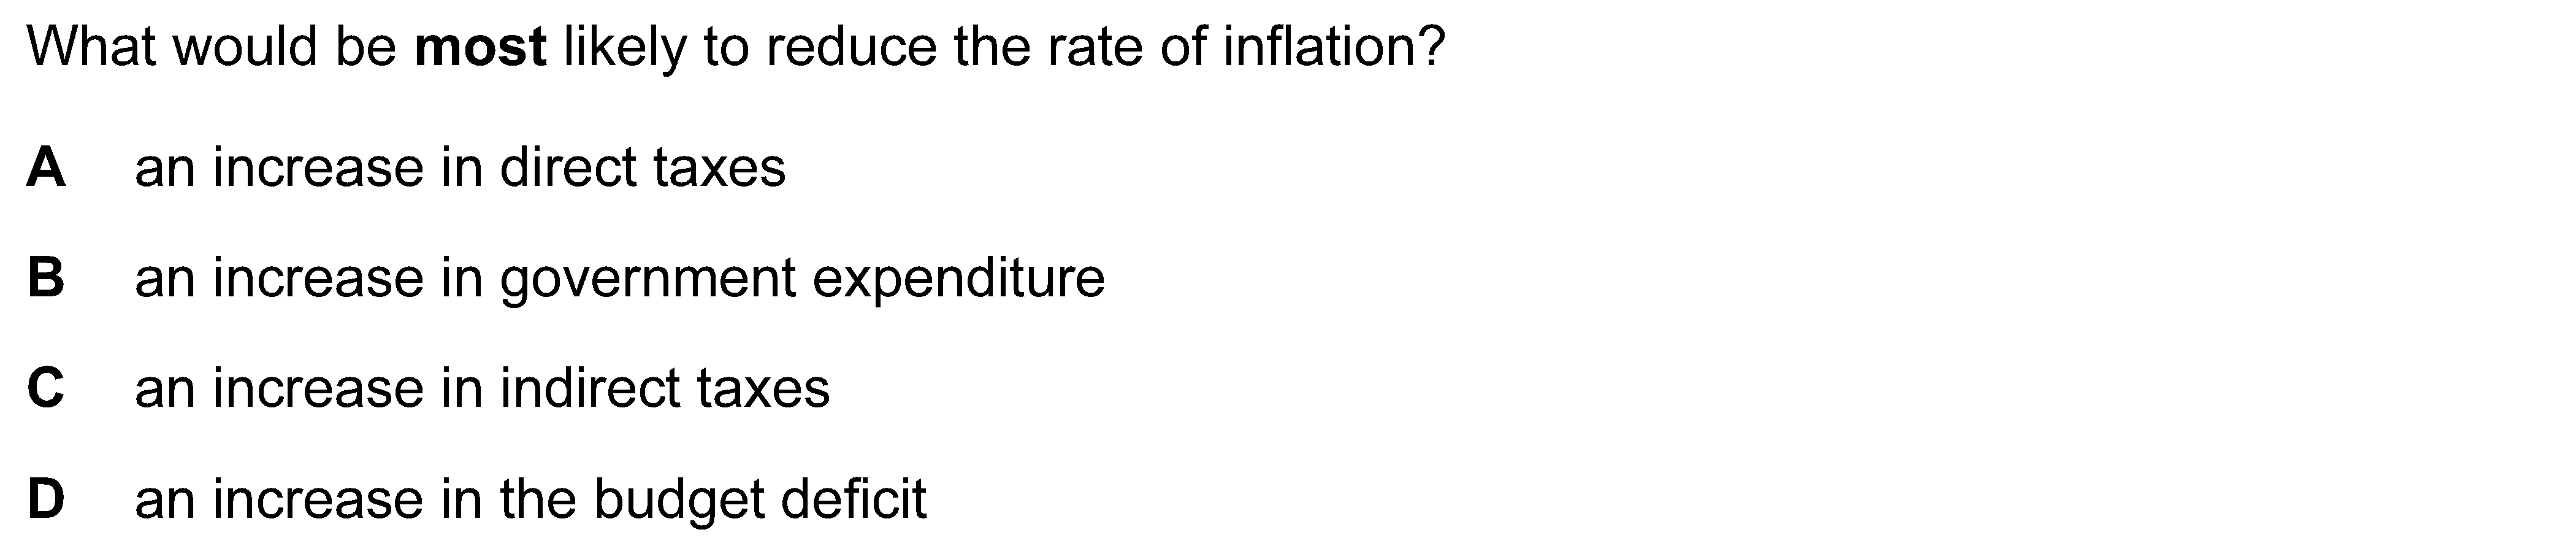 What would be most likely to reduce the rate of inflation?
A an increase in direct taxes
B an increase in government expenditure
C an increase in indirect taxes
D an increase in the budget deficit